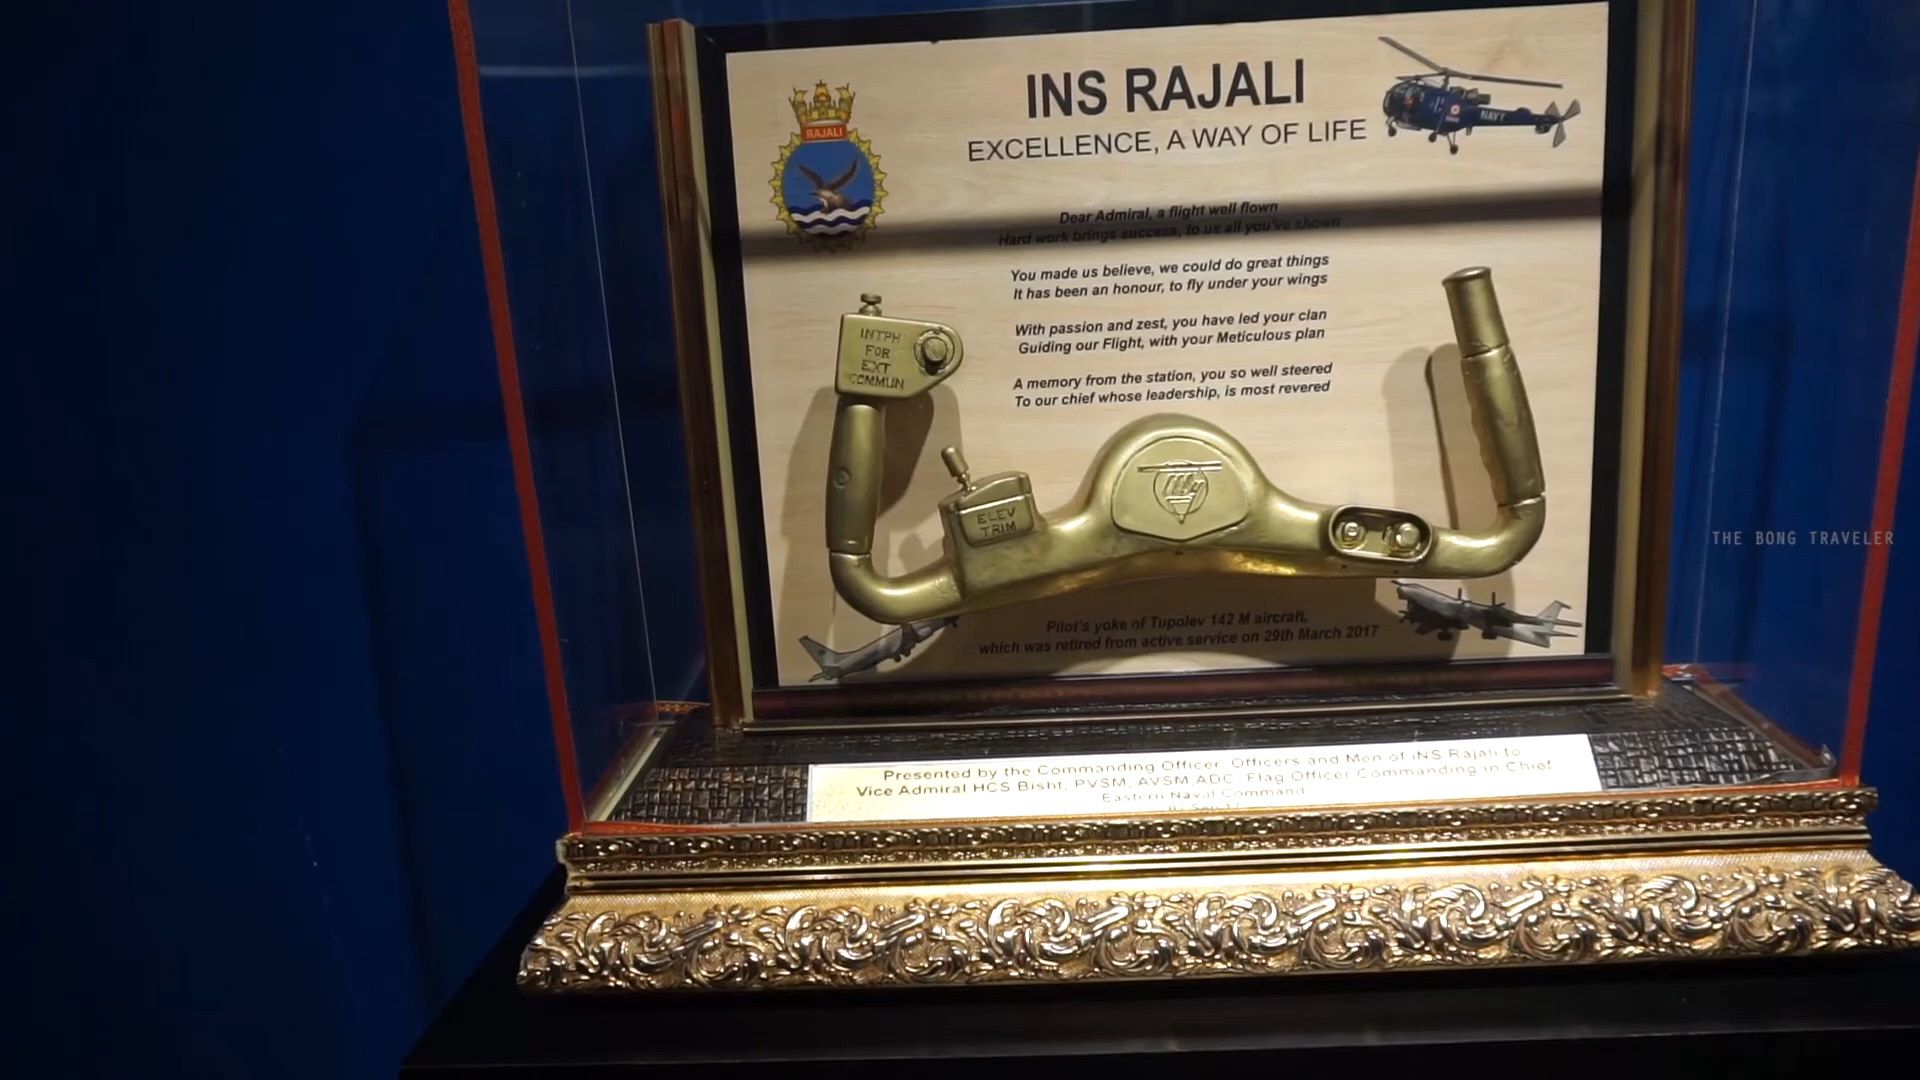 INS RAJALI
EXCELLENCE, A WAY OF LIFE
RAJALI
NAVY
Dear Admiral, a flight well flown
Hard work brings success, to us all you've shown
You made us believe, we could do great things
It has been an honour, to fly under your wings
With passion and zest, you have led your clan
Guiding our Flight, with your Meticulous plan
A memory from the station, you so well steered
To our chief whose leadership, is most revered
INTPH
FOR
EXT
COMMUN
ELEV
TRIM
Pilot's yoke of Tupolev 142 M aircraft,
which was retired from active service on 29th March 2017
THE BONG TRAVELER
Presented by the Commanding Officer, Officers and Men of INS Rajali to
Vice Admiral HCS Bisht, PVSM, AVSM, ADC Flag Officer Commanding in Chief
Eastern Naval Command